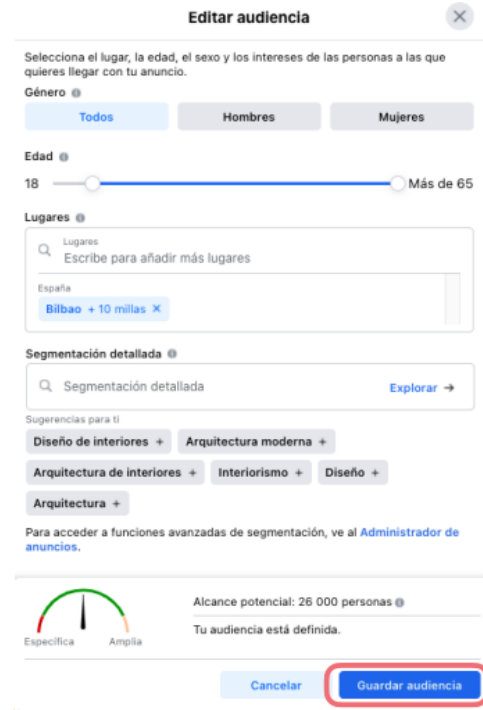 Editar audiencia
Selecciona el lugar, la edad, el sexo y los intereses de las personas a las que
quieres llegar con tu anuncio.
Género
Todos
Hombres
Mujeres
Edad
18
Más de 65
Lugares
Lugares
Escribe para añadir más lugares
España
Bilbao + 10 millas ×
Segmentación detallada
Segmentación detallada
Explorar →
Sugerencias para ti
Diseño de interiores +
Arquitectura moderna +
Arquitectura de interiores +
Interiorismo +
Diseño +
Arquitectura +
Para acceder a funciones avanzadas de segmentación, ve al Administrador de
anuncios.
Específica
Amplia
Alcance potencial: 26 000 personas
Tu audiencia está definida.
Cancelar
Guardar audiencia